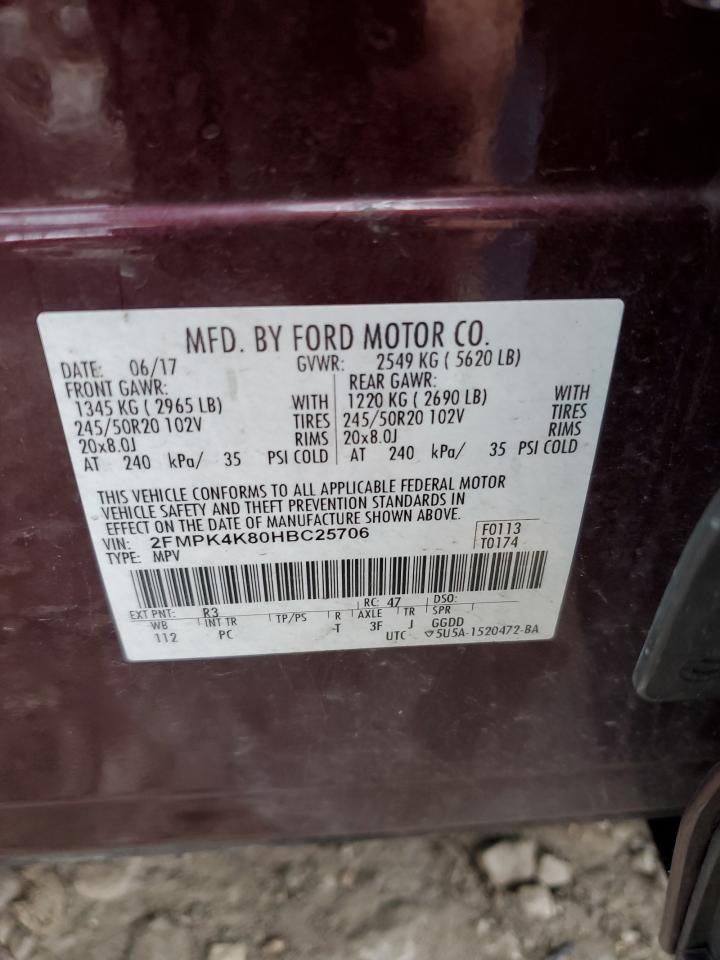 MFD. BY FORD MOTOR CO.
DATE: 06/17 GVWR: 2549 KG ( 5620 LB)
FRONT GAWR: REAR GAWR:
1345 KG ( 2965 LB) WITH 1220 KG ( 2690 LB) WITH
245/50R20 102V TIRES 245/50R20 102V TIRES
20x8.0J RIMS 20x8.0J RIMS
AT 240 kPa/ 35 PSI COLD AT 240 kPa/ 35 PSI COLD
THIS VEHICLE CONFORMS TO ALL APPLICABLE FEDERAL MOTOR
VEHICLE SAFETY AND THEFT PREVENTION STANDARDS IN
EFFECT ON THE DATE OF MANUFACTURE SHOWN ABOVE.
VIN: 2FMPK4K80HBC25706 F0113
TYPE: MPV T0174
EXT PNT: R3 RC: 47 DSO:
WB INT TR TP/PS R AXLE TR SPR
112 PC -T 3F J GGDD
UTC ▽5U5A-1520472-BA